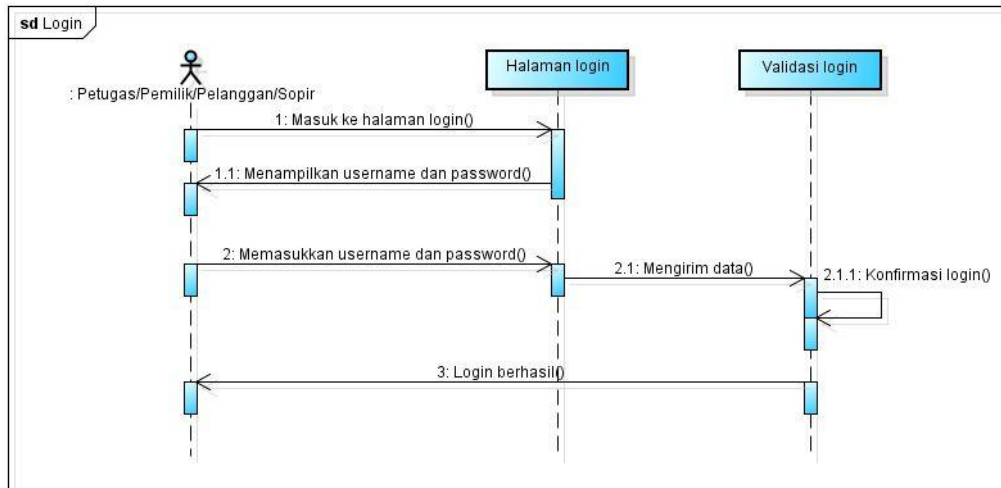 sd Login
Halaman login
Validasi login
: Petugas/Pemilik/Pelanggan/Sopir
1: Masuk ke halaman login()
1.1: Menampilkan username dan password()
2: Memasukkan username dan password()
2.1: Mengirim data()
2.1.1: Konfirmasi login()
3: Login berhasil()